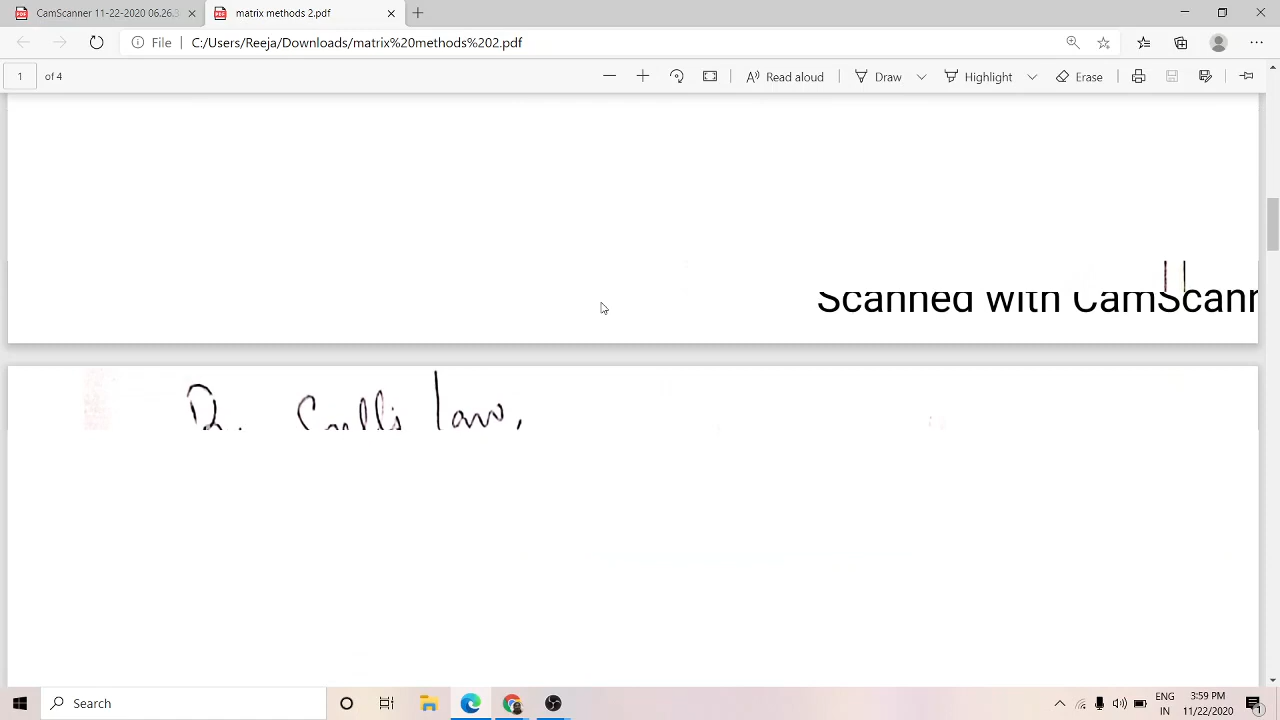 CamScanner 11-22-2020 06.26.3
matrix methods 2.pdf
File
C:/Users/Reeja/Downloads/matrix%20methods%202.pdf
1
of 4
Read aloud
Draw
Highlight
Erase
Scanned with CamScann
law,
Search
ENG
3:59 PM
IN
11/22/2020
1